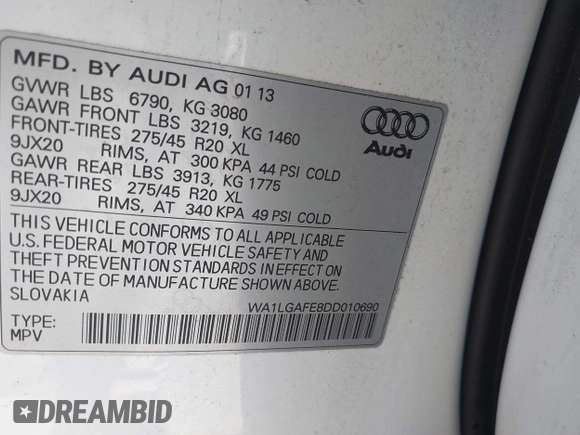 MFD. BY AUDI AG 01 13
GVWR LBS 6790, KG 3080
GAWR FRONT LBS 3219, KG 1460
FRONT-TIRES 275/45 R20 XL
9JX20 RIMS, AT 300 KPA 44 PSI COLD
GAWR REAR LBS 3913, KG 1775
REAR-TIRES 275/45 R20 XL
9JX20 RIMS, AT 340 KPA 49 PSI COLD
Audi
THIS VEHICLE CONFORMS TO ALL APPLICABLE
U.S. FEDERAL MOTOR VEHICLE SAFETY AND
THEFT PREVENTION STANDARDS IN EFFECT ON
THE DATE OF MANUFACTURE SHOWN ABOVE
SLOVAKIA
WA1LGAFE8DD010690
TYPE:
MPV
DREAMBID